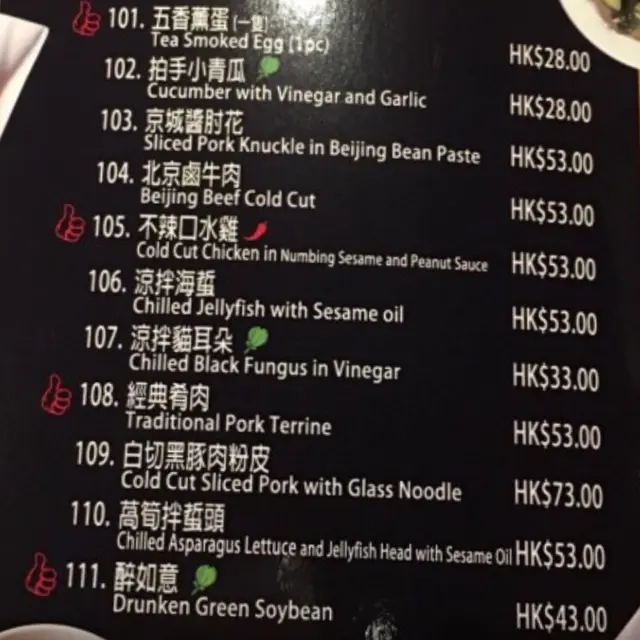 101. 五香薰蛋 (一隻)
Tea Smoked Egg (1pc) HK$28.00
102. 拍手小青瓜
Cucumber with Vinegar and Garlic HK$28.00
103. 京城醬肘花
Sliced Pork Knuckle in Beijing Bean Paste HK$53.00
104. 北京鹵牛肉
Beijing Beef Cold Cut HK$53.00
105. 不辣口水雞
Cold Cut Chicken in Numbing Sesame and Peanut Sauce HK$53.00
106. 涼拌海蜇
Chilled Jellyfish with Sesame oil HK$53.00
107. 涼拌貓耳朵
Chilled Black Fungus in Vinegar HK$33.00
108. 經典肴肉
Traditional Pork Terrine HK$53.00
109. 白切黑豚肉粉皮
Cold Cut Sliced Pork with Glass Noodle HK$73.00
110. 萵筍拌蜇頭
Chilled Asparagus Lettuce and Jellyfish Head with Sesame Oil HK$53.00
111. 醉如意
Drunken Green Soybean HK$43.00